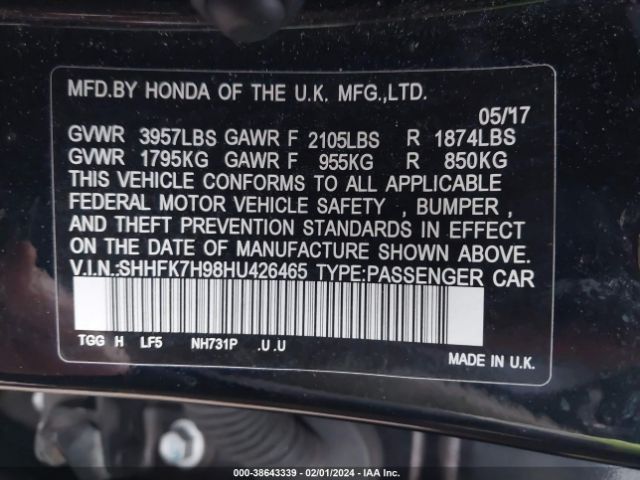 MFD.BY HONDA OF THE U.K. MFG.,LTD.
05/17
GVWR 3957LBS GAWR F 2105LBS R 1874LBS
GVWR 1795KG GAWR F 955KG R 850KG
THIS VEHICLE CONFORMS TO ALL APPLICABLE
FEDERAL MOTOR VEHICLE SAFETY , BUMPER ,
AND THEFT PREVENTION STANDARDS IN EFFECT
ON THE DATE OF MANUFACTURE SHOWN ABOVE.
V.I.N.:SHHFK7H98HU426465 TYPE:PASSENGER CAR
TGG H LF5 NH731P .U .U
MADE IN U.K.
000-38643339 - 02/01/2024 - IAA Inc.